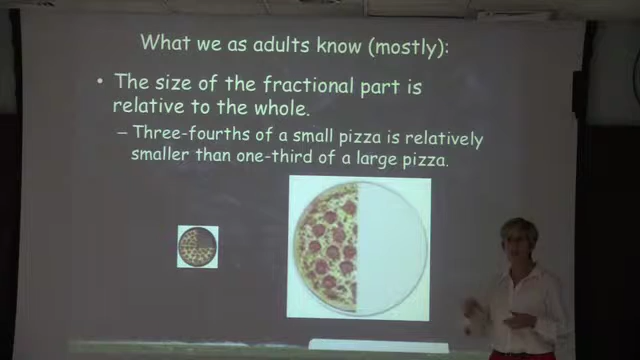 What we as adults know (mostly):
• The size of the fractional part is
relative to the whole.
– Three-fourths of a small pizza is relatively
smaller than one-third of a large pizza.